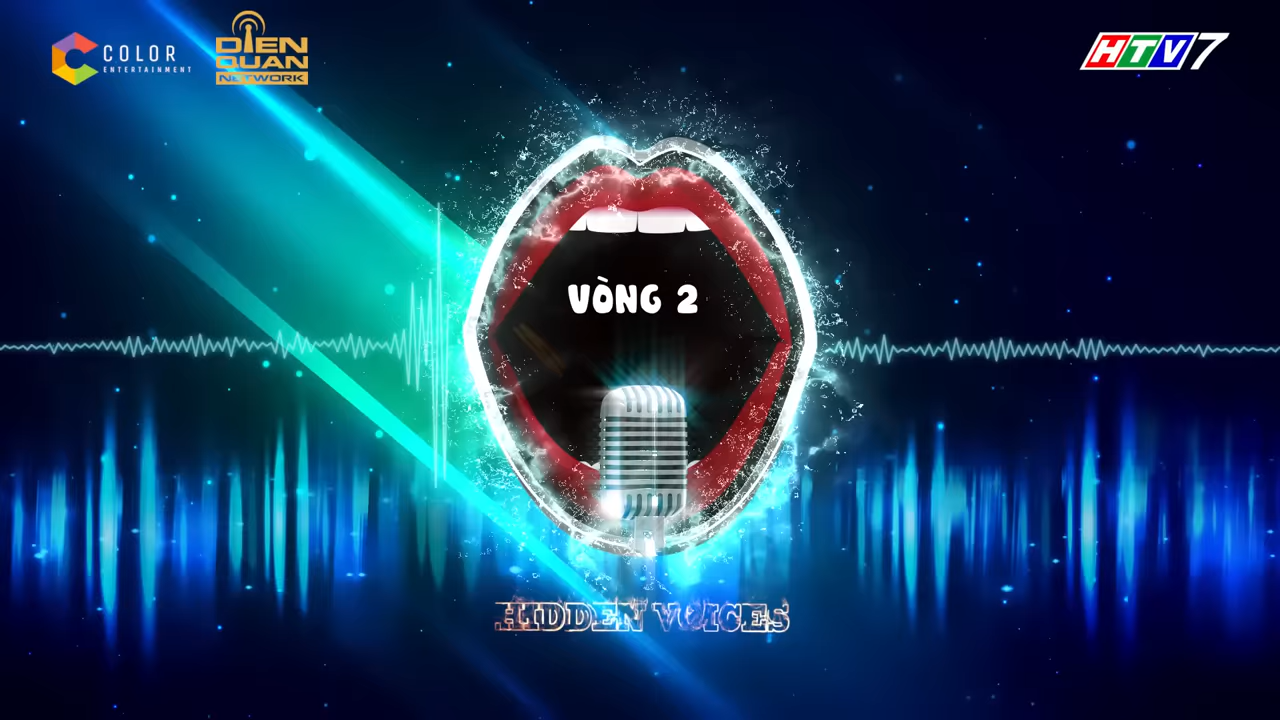 COLOR
ENTERTAINMENT
DIEN
QUAN
NETWORK
HTV7
VÒNG 2
HIDDEN VOICES